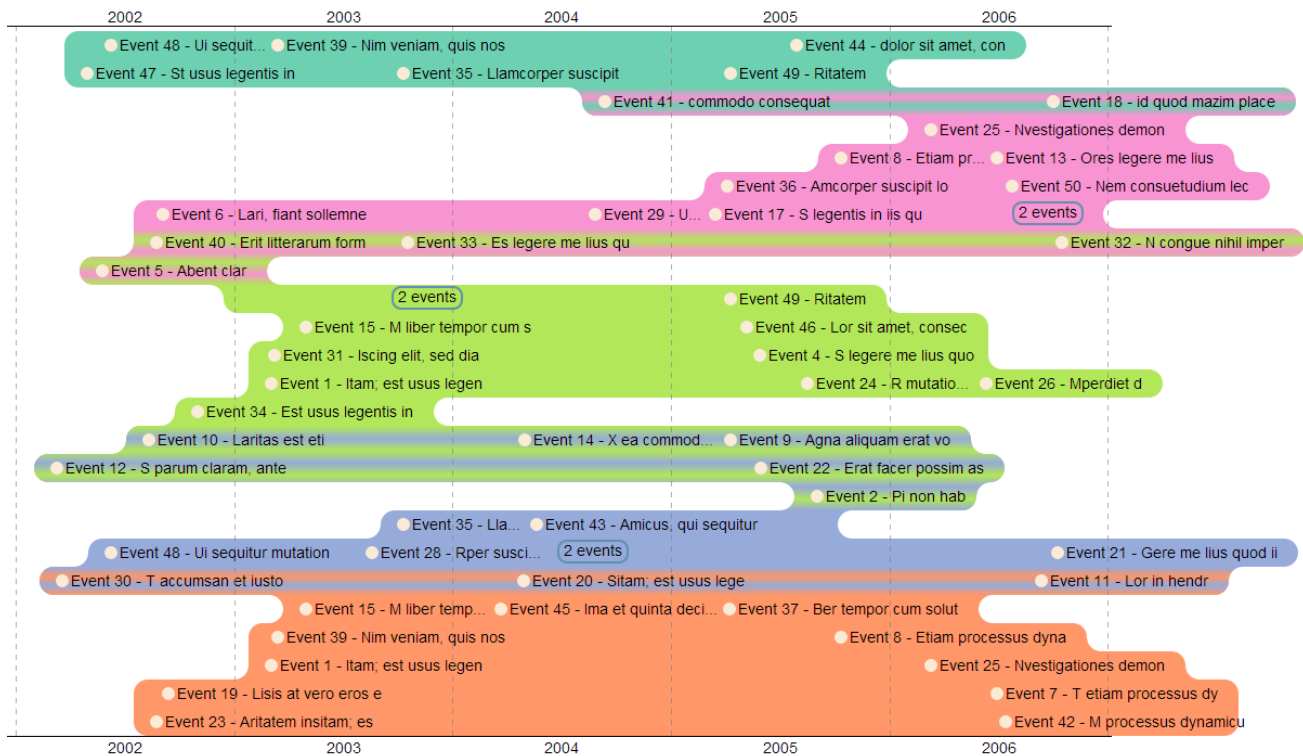 2002 2003 2004 2005 2006
Event 48 - Ui sequit... Event 39 - Nim veniam, quis nos Event 44 - dolor sit amet, con
Event 47 - St usus legentis in Event 35 - Llamcorper suscipit Event 49 - Ritatem
Event 41 - commodo consequat Event 18 - id quod mazim place
Event 25 - Nvestigationes demon
Event 8 - Etiam pr... Event 13 - Ores legere me lius
Event 36 - Amcorper suscipit lo Event 50 - Nem consuetudium lec
Event 6 - Lari, fiant sollemne Event 29 - U... Event 17 - S legentis in iis qu 2 events
Event 40 - Erit litterarum form Event 33 - Es legere me lius qu Event 32 - N congue nihil imper
Event 5 - Abent clar
2 events Event 49 - Ritatem
Event 15 - M liber tempor cum s Event 46 - Lor sit amet, consec
Event 31 - Iscing elit, sed dia Event 4 - S legere me lius quo
Event 1 - Itam; est usus legen Event 24 - R mutatio... Event 26 - Mperdiet d
Event 34 - Est usus legentis in
Event 10 - Laritas est eti Event 14 - X ea commod... Event 9 - Agna aliquam erat vo
Event 12 - S parum claram, ante Event 22 - Erat facer possim as
Event 2 - Pi non hab
Event 35 - Lla... Event 43 - Amicus, qui sequitur
Event 48 - Ui sequitur mutation Event 28 - Rper susci... 2 events Event 21 - Gere me lius quod ii
Event 30 - T accumsan et iusto Event 20 - Sitam; est usus lege Event 11 - Lor in hendr
Event 15 - M liber temp... Event 45 - Ima et quinta deci... Event 37 - Ber tempor cum solut
Event 39 - Nim veniam, quis nos Event 8 - Etiam processus dyna
Event 1 - Itam; est usus legen Event 25 - Nvestigationes demon
Event 19 - Lisis at vero eros e Event 7 - T etiam processus dy
Event 23 - Aritatem insitam; es Event 42 - M processus dynamicu
2002 2003 2004 2005 2006